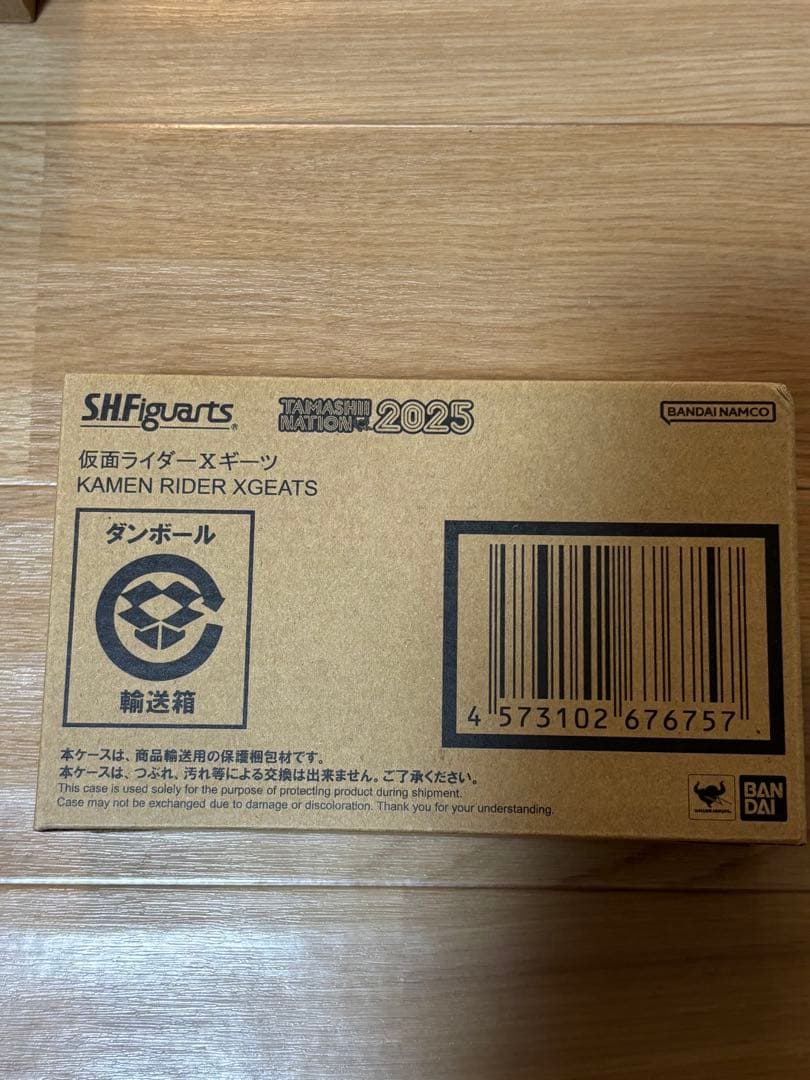 S.H.Figuarts
TAMASHII NATION 2025
BANDAI NAMCO
仮面ライダーXギーツ
KAMEN RIDER XGEATS
ダンボール
輸送箱
4 573102 676757
本ケースは、商品輸送用の保護梱包材です。
本ケースは、つぶれ、汚れ等による交換は出来ません。ご了承ください。
This case is used solely for the purpose of protecting product during shipment.
Case may not be exchanged due to damage or discoloration. Thank you for your understanding.
BAN
DAI